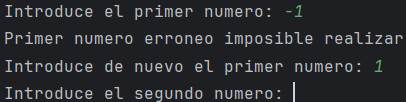 Introduce el primer numero: -1
Primer numero erroneo imposible realizar
Introduce de nuevo el primer numero: 1
Introduce el segundo numero: